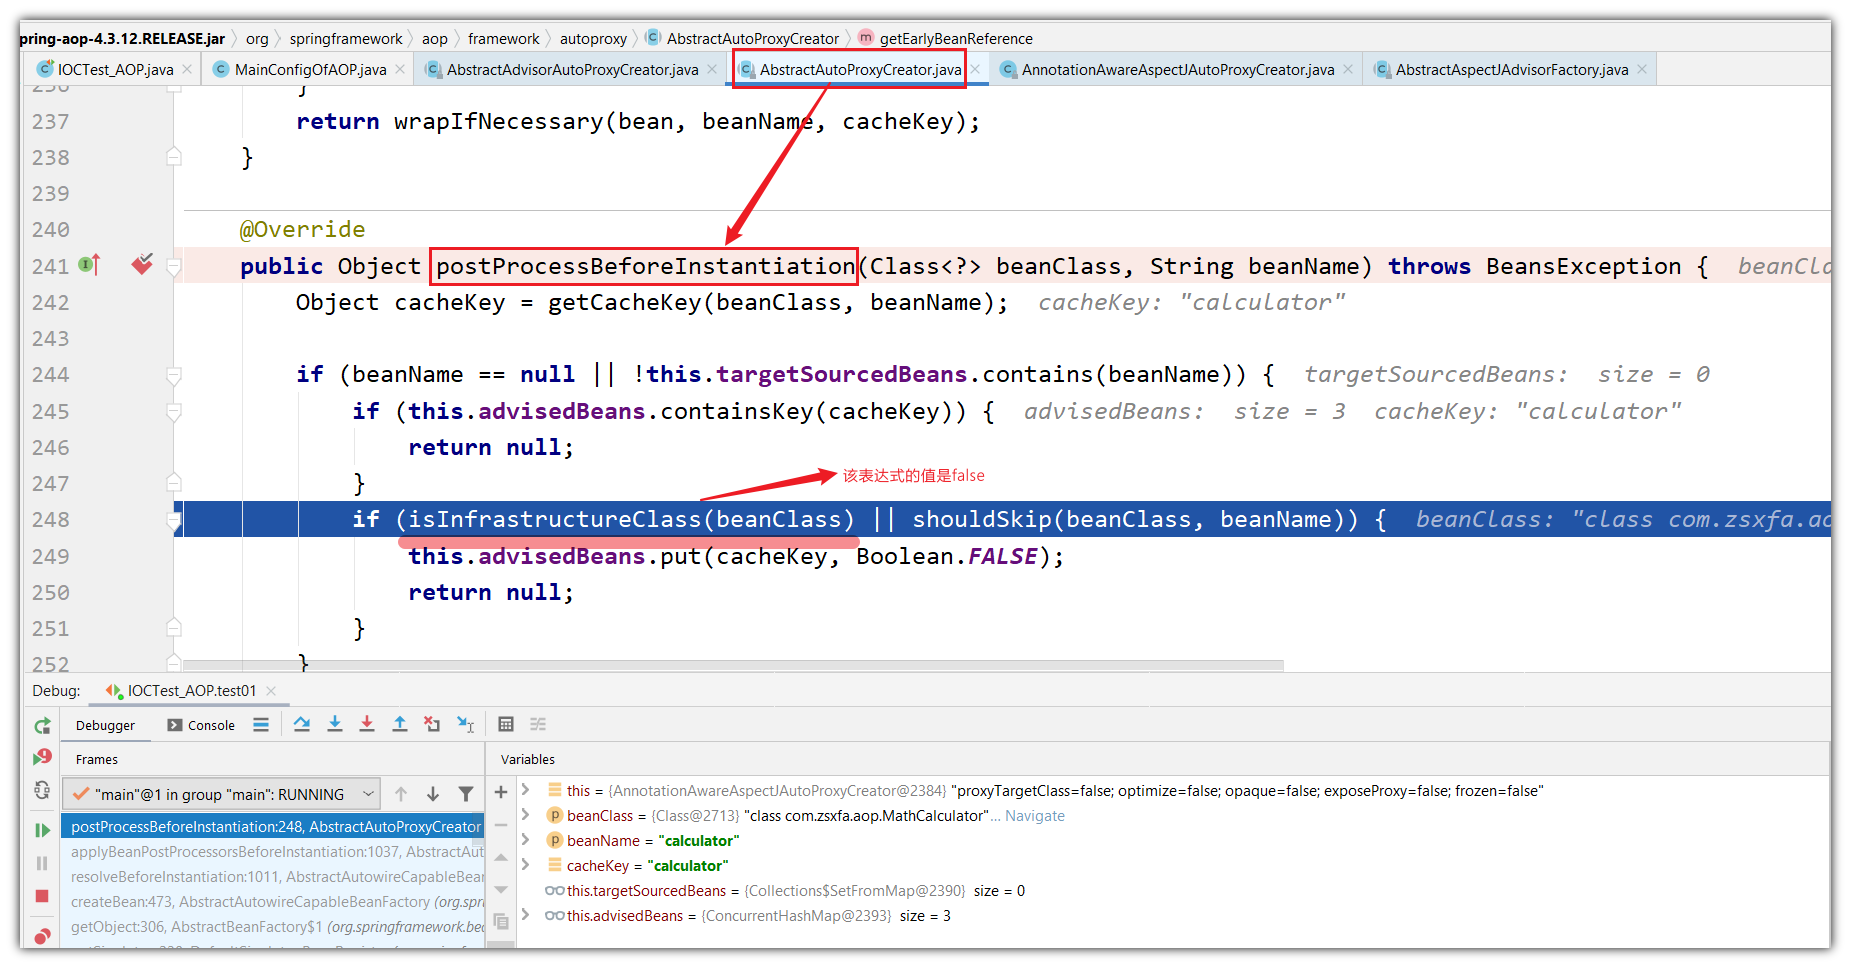 pring-aop-4.3.12.RELEASE.jar org springframework aop framework autoproxy AbstractAutoProxyCreator getEarlyBeanReference
IOCTest_AOP.java MainConfigOfAOP.java AbstractAdvisorAutoProxyCreator.java AbstractAutoProxyCreator.java AnnotationAwareAspectJAutoProxyCreator.java AbstractAspectJAdvisorFactory.java
236 }
237 return wrapIfNecessary(bean, beanName, cacheKey);
238 }
239
240 @Override
241 public Object postProcessBeforeInstantiation(Class<?> beanClass, String beanName) throws BeansException { beanCla
242 Object cacheKey = getCacheKey(beanClass, beanName); cacheKey: "calculator"
243
244 if (beanName == null || !this.targetSourcedBeans.contains(beanName)) { targetSourcedBeans: size = 0
245 if (this.advisedBeans.containsKey(cacheKey)) { advisedBeans: size = 3 cacheKey: "calculator"
246 return null;
该表达式的值是false
247 }
248 if (isInfrastructureClass(beanClass) || shouldSkip(beanClass, beanName)) { beanClass: "class com.zsxfa.ao
249 this.advisedBeans.put(cacheKey, Boolean.FALSE);
250 return null;
251 }
252 }
Debug: IOCTest_AOP.test01
Debugger Console
Frames
Variables
"main"@1 in group "main": RUNNING
postProcessBeforeInstantiation:248, AbstractAutoProxyCreator
applyBeanPostProcessorsBeforeInstantiation:1037, AbstractAut
resolveBeforeInstantiation:1011, AbstractAutowireCapableBean
createBean:473, AbstractAutowireCapableBeanFactory (org.spri
getObject:306, AbstractBeanFactory$1 (org.springframework.bea
this = {AnnotationAwareAspectJAutoProxyCreator@2384} "proxyTargetClass=false; optimize=false; opaque=false; exposeProxy=false; frozen=false"
beanClass = {Class@2713} "class com.zsxfa.aop.MathCalculator"... Navigate
beanName = "calculator"
cacheKey = "calculator"
this.targetSourcedBeans = {Collections$SetFromMap@2390} size = 0
this.advisedBeans = {ConcurrentHashMap@2393} size = 3